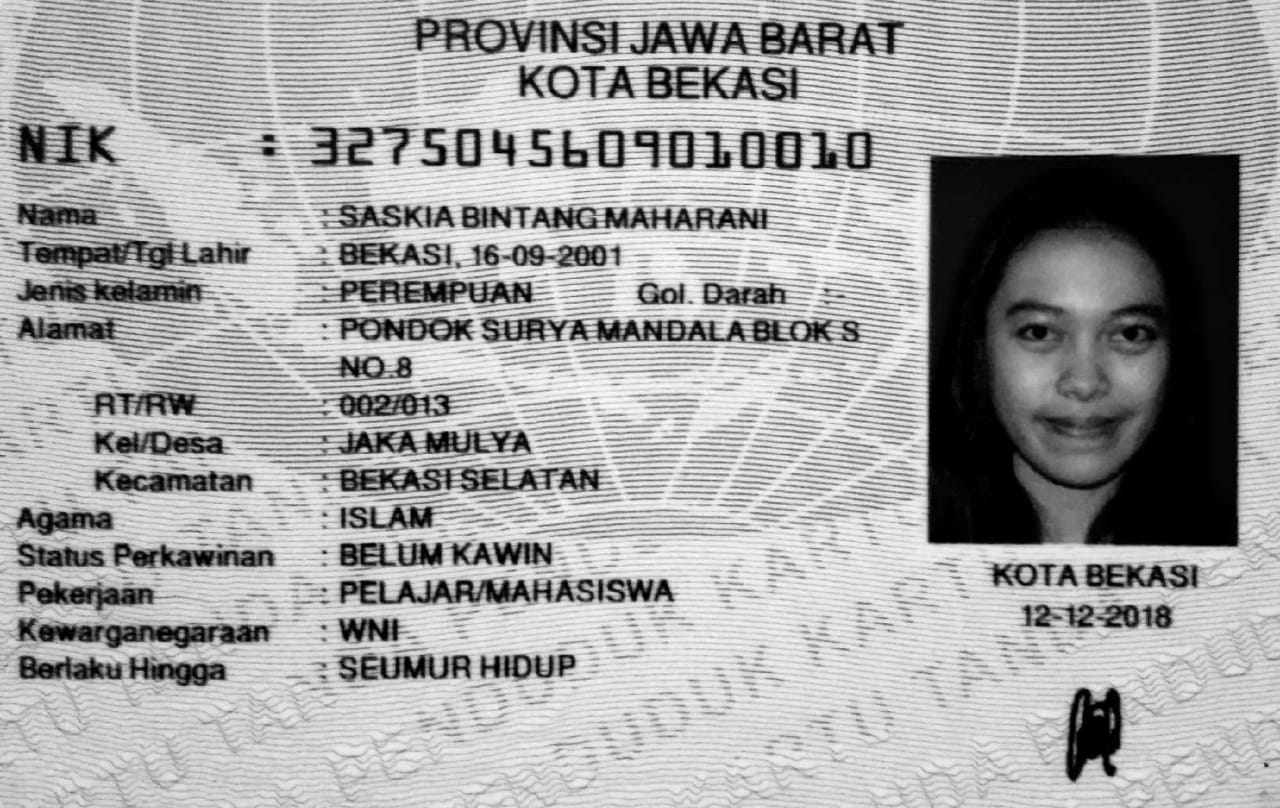 PROVINSI JAWA BARAT
KOTA BEKASI
NIK : 3275045609010010
Nama : SASKIA BINTANG MAHARANI
Tempat/Tgl Lahir : BEKASI, 16-09-2001
Jenis kelamin : PEREMPUAN Gol. Darah :-
Alamat : PONDOK SURYA MANDALA BLOK S
NO.8
RT/RW : 002/013
Kel/Desa : JAKA MULYA
Kecamatan : BEKASI SELATAN
Agama : ISLAM
Status Perkawinan : BELUM KAWIN
Pekerjaan : PELAJAR/MAHASISWA
Kewarganegaraan : WNI
Berlaku Hingga : SEUMUR HIDUP
KOTA BEKASI
12-12-2018